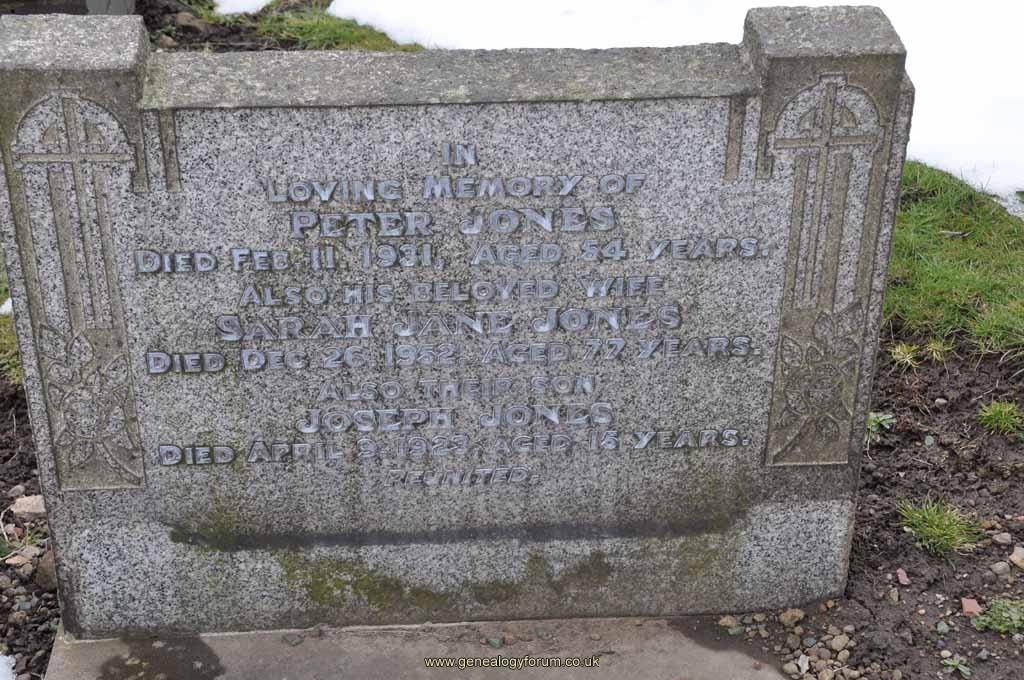 IN
LOVING MEMORY OF
PETER JONES
DIED FEB. 11 1931, AGED 54 YEARS.
ALSO HIS BELOVED WIFE
SARAH JANE JONES
DIED DEC 26 1952, AGED 77 YEARS.
ALSO THEIR SON
JOSEPH JONES
DIED APRIL 9 1923, AGED 15 YEARS.
REUNITED.
www.genealogyforum.co.uk